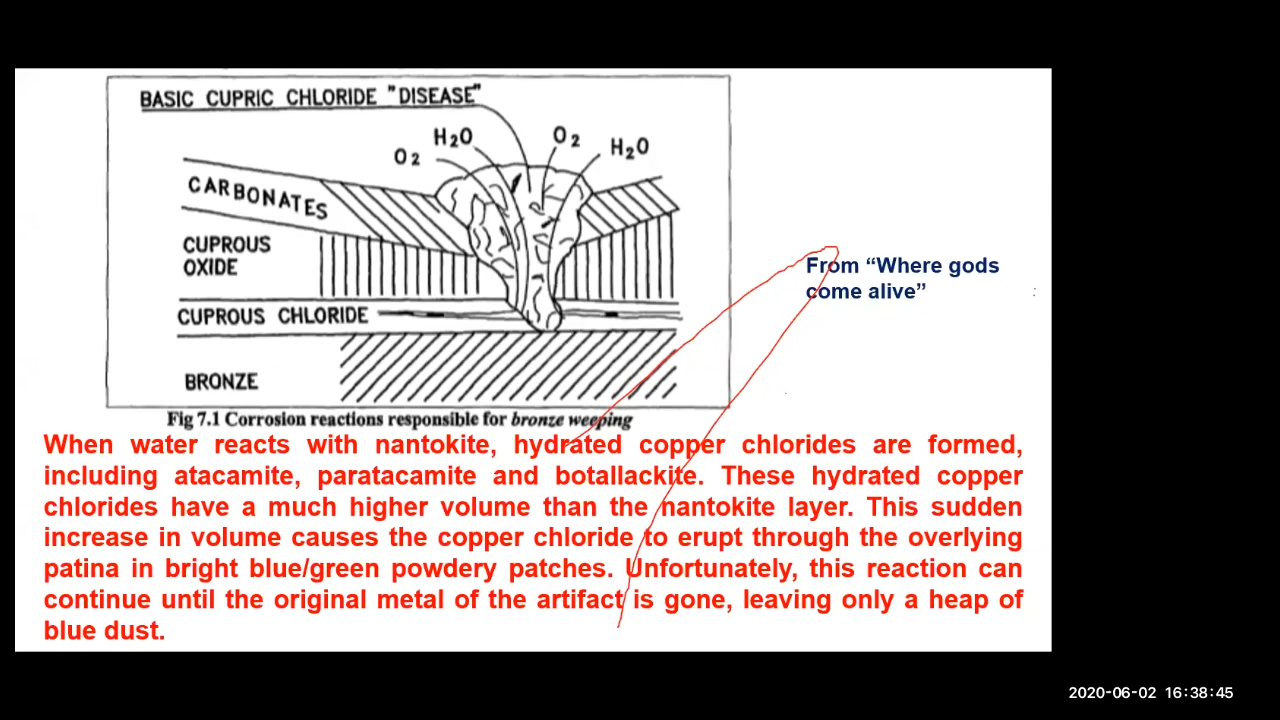 BASIC CUPRIC CHLORIDE "DISEASE"
H2O
O2
O2
H2O
CARBONATES
CUPROUS
OXIDE
CUPROUS CHLORIDE
BRONZE
Fig 7.1 Corrosion reactions responsible for bronze weeping
From “Where gods
come alive”
When water reacts with nantokite, hydrated copper chlorides are formed,
including atacamite, paratacamite and botallackite. These hydrated copper
chlorides have a much higher volume than the nantokite layer. This sudden
increase in volume causes the copper chloride to erupt through the overlying
patina in bright blue/green powdery patches. Unfortunately, this reaction can
continue until the original metal of the artifact is gone, leaving only a heap of
blue dust.
2020-06-02 16:38:45